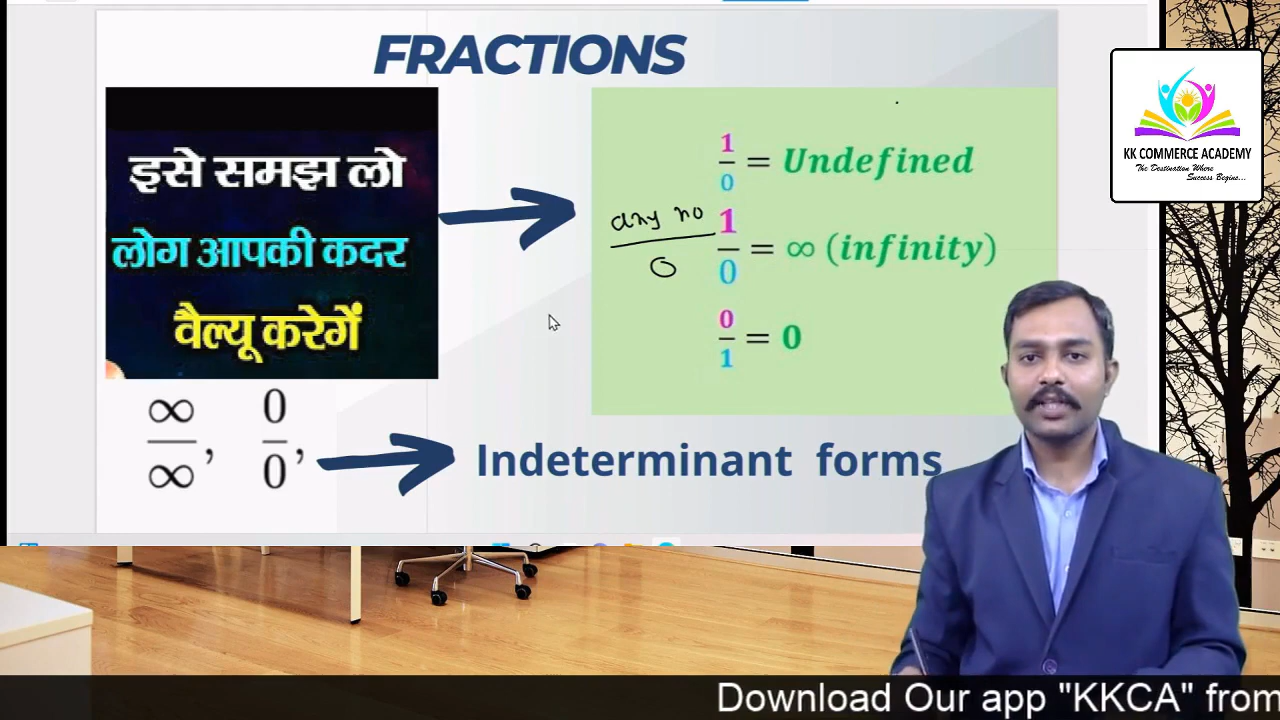 FRACTIONS
इसे समझ लो
लोग आपकी कदर
वैल्यू करेगें
1/0 = Undefined
any no/0
1/0 = ∞ (infinity)
0/1 = 0
∞/∞, 0/0,
Indeterminant forms
KK COMMERCE ACADEMY
The Destination Where
Success Begins...
Download Our app "KKCA" from